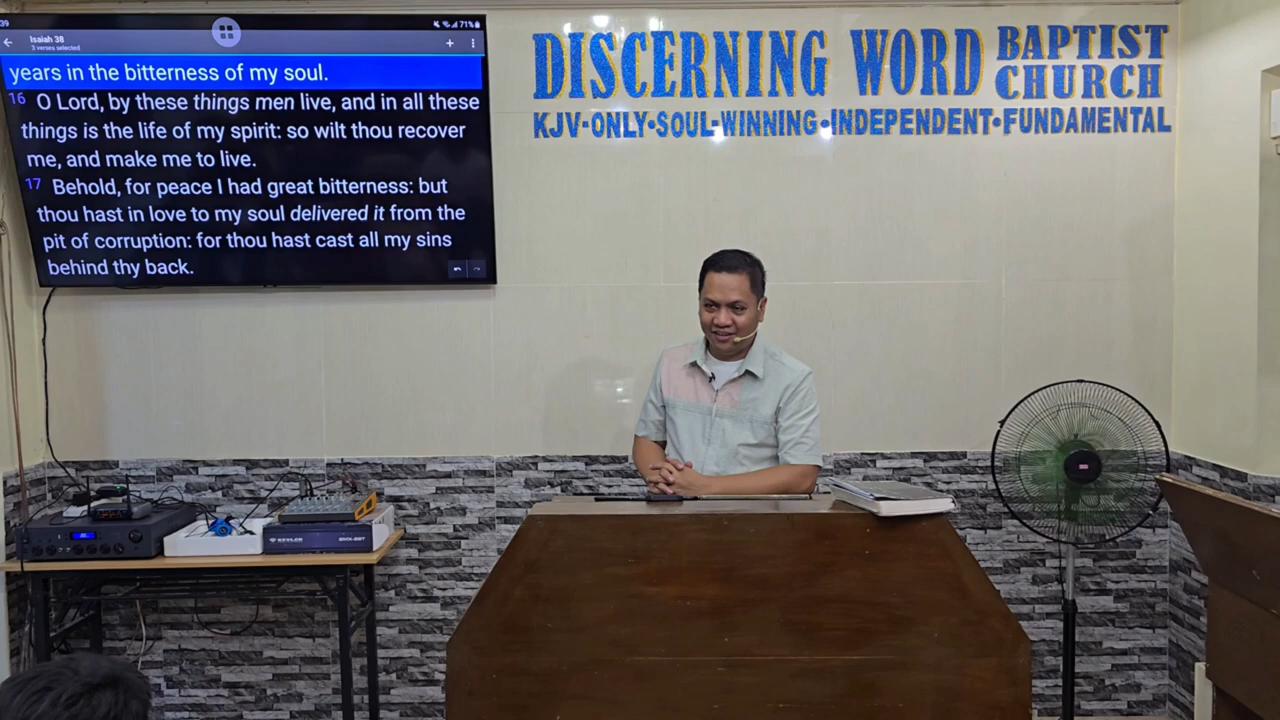 39
71%
Isaiah 38
3 verses selected
years in the bitterness of my soul.
16 O Lord, by these things men live, and in all these
things is the life of my spirit: so wilt thou recover
me, and make me to live.
17 Behold, for peace I had great bitterness: but
thou hast in love to my soul delivered it from the
pit of corruption: for thou hast cast all my sins
behind thy back.
DISCERNING WORD BAPTIST
CHURCH
KJV-ONLY•SOUL-WINNING•INDEPENDENT•FUNDAMENTAL